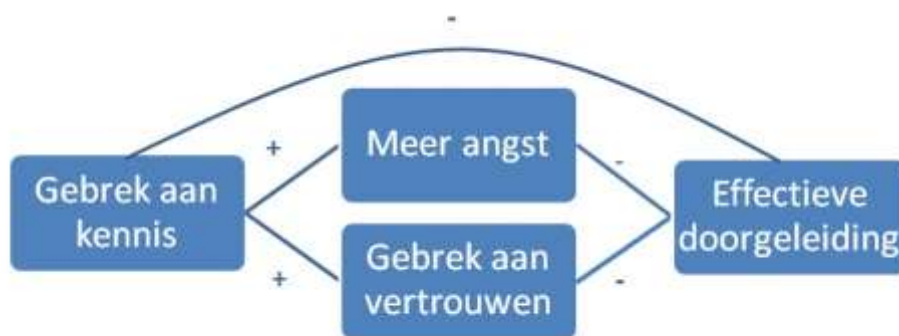 -
+
Meer angst
-
Gebrek aan
kennis
Effectieve
doorgeleiding
+
Gebrek aan
vertrouwen
-